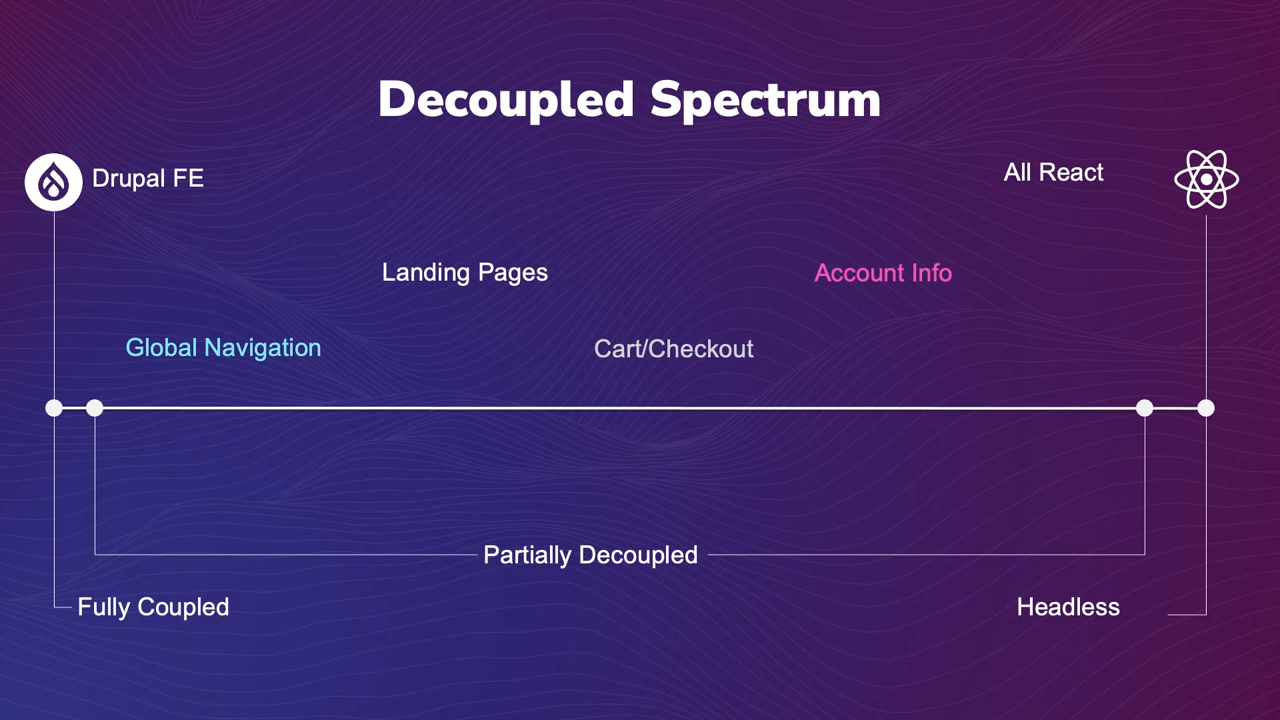 Decoupled Spectrum
Drupal FE
All React
Landing Pages
Account Info
Global Navigation
Cart/Checkout
Partially Decoupled
Fully Coupled
Headless